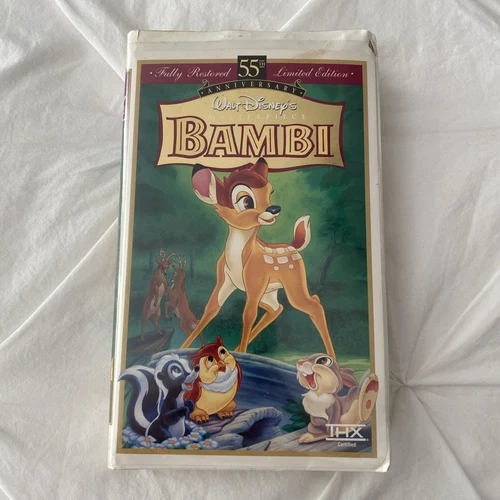 Fully Restored 55TH Limited Edition
ANNIVERSARY
WALT DISNEY'S
MASTERPIECE
BAMBI
THX
Certified